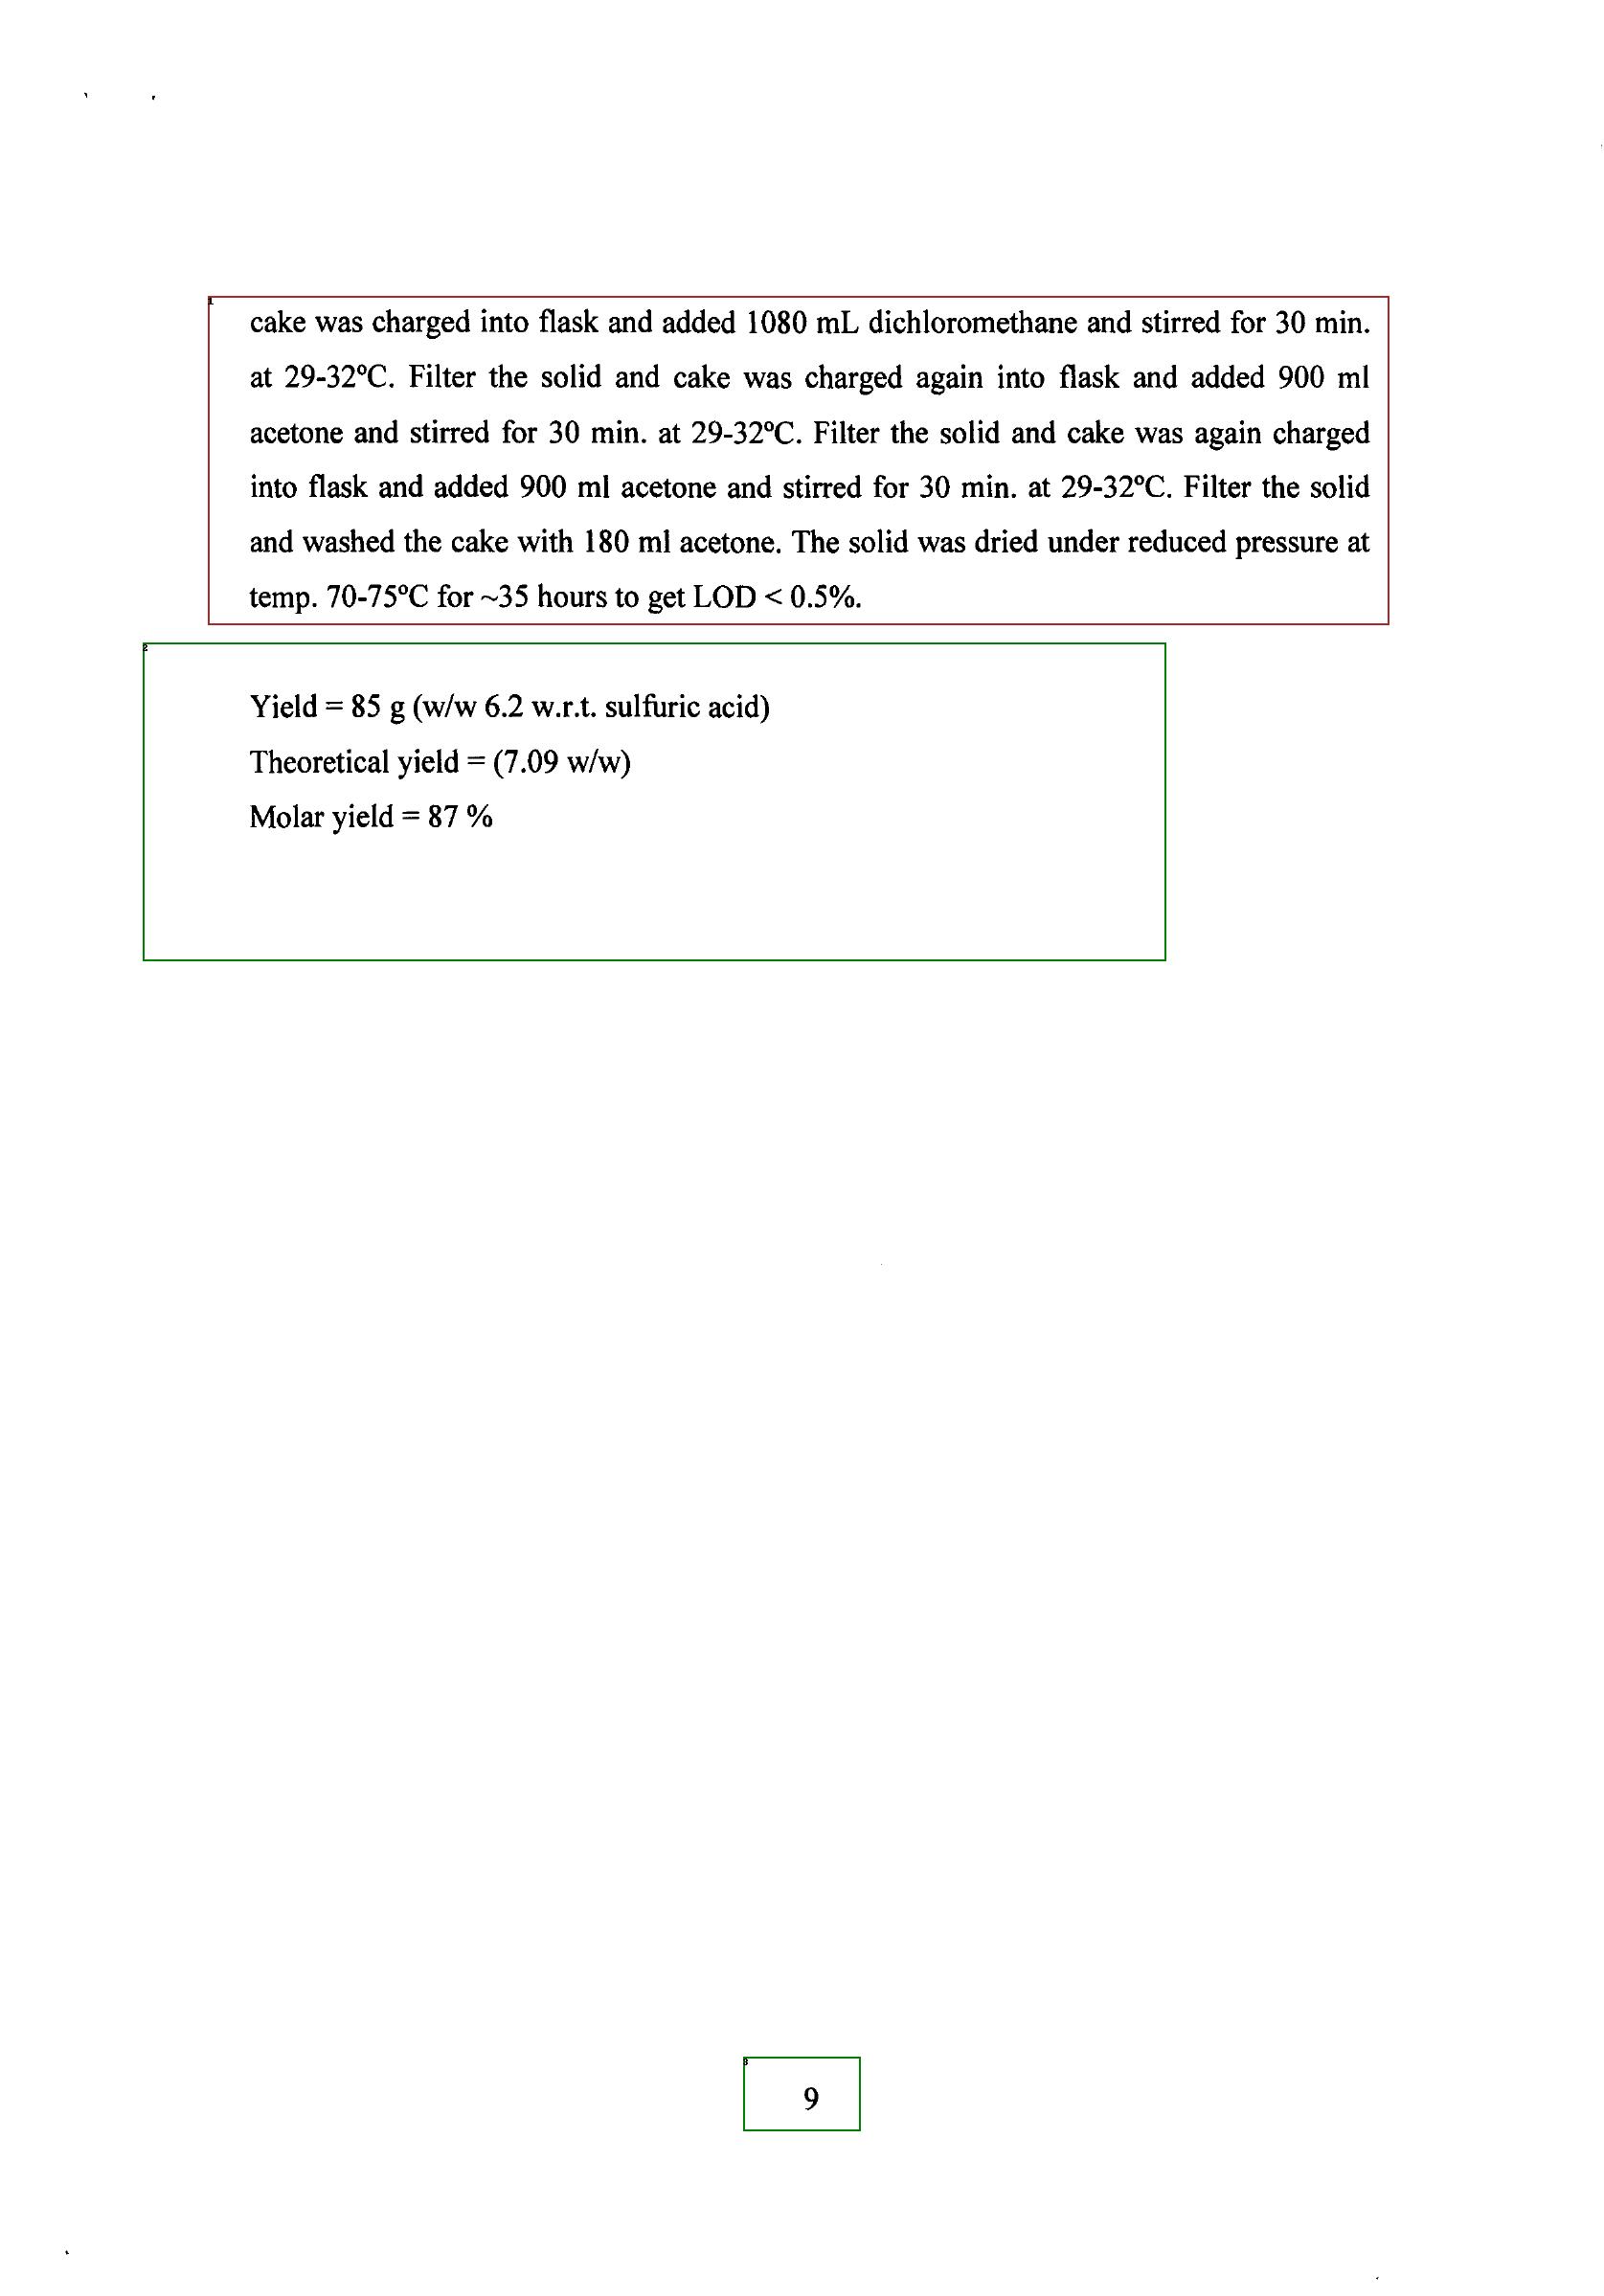 cake was charged into flask and added 1080 mL dichloromethane and stirred for 30 min.
at 29-32ºC. Filter the solid and cake was charged again into flask and added 900 ml
acetone and stirred for 30 min. at 29-32ºC. Filter the solid and cake was again charged
into flask and added 900 ml acetone and stirred for 30 min. at 29-32ºC. Filter the solid
and washed the cake with 180 ml acetone. The solid was dried under reduced pressure at
temp. 70-75ºC for ~35 hours to get LOD < 0.5%.
Yield = 85 g (w/w 6.2 w.r.t. sulfuric acid)
Theoretical yield = (7.09 w/w)
Molar yield = 87 %
9